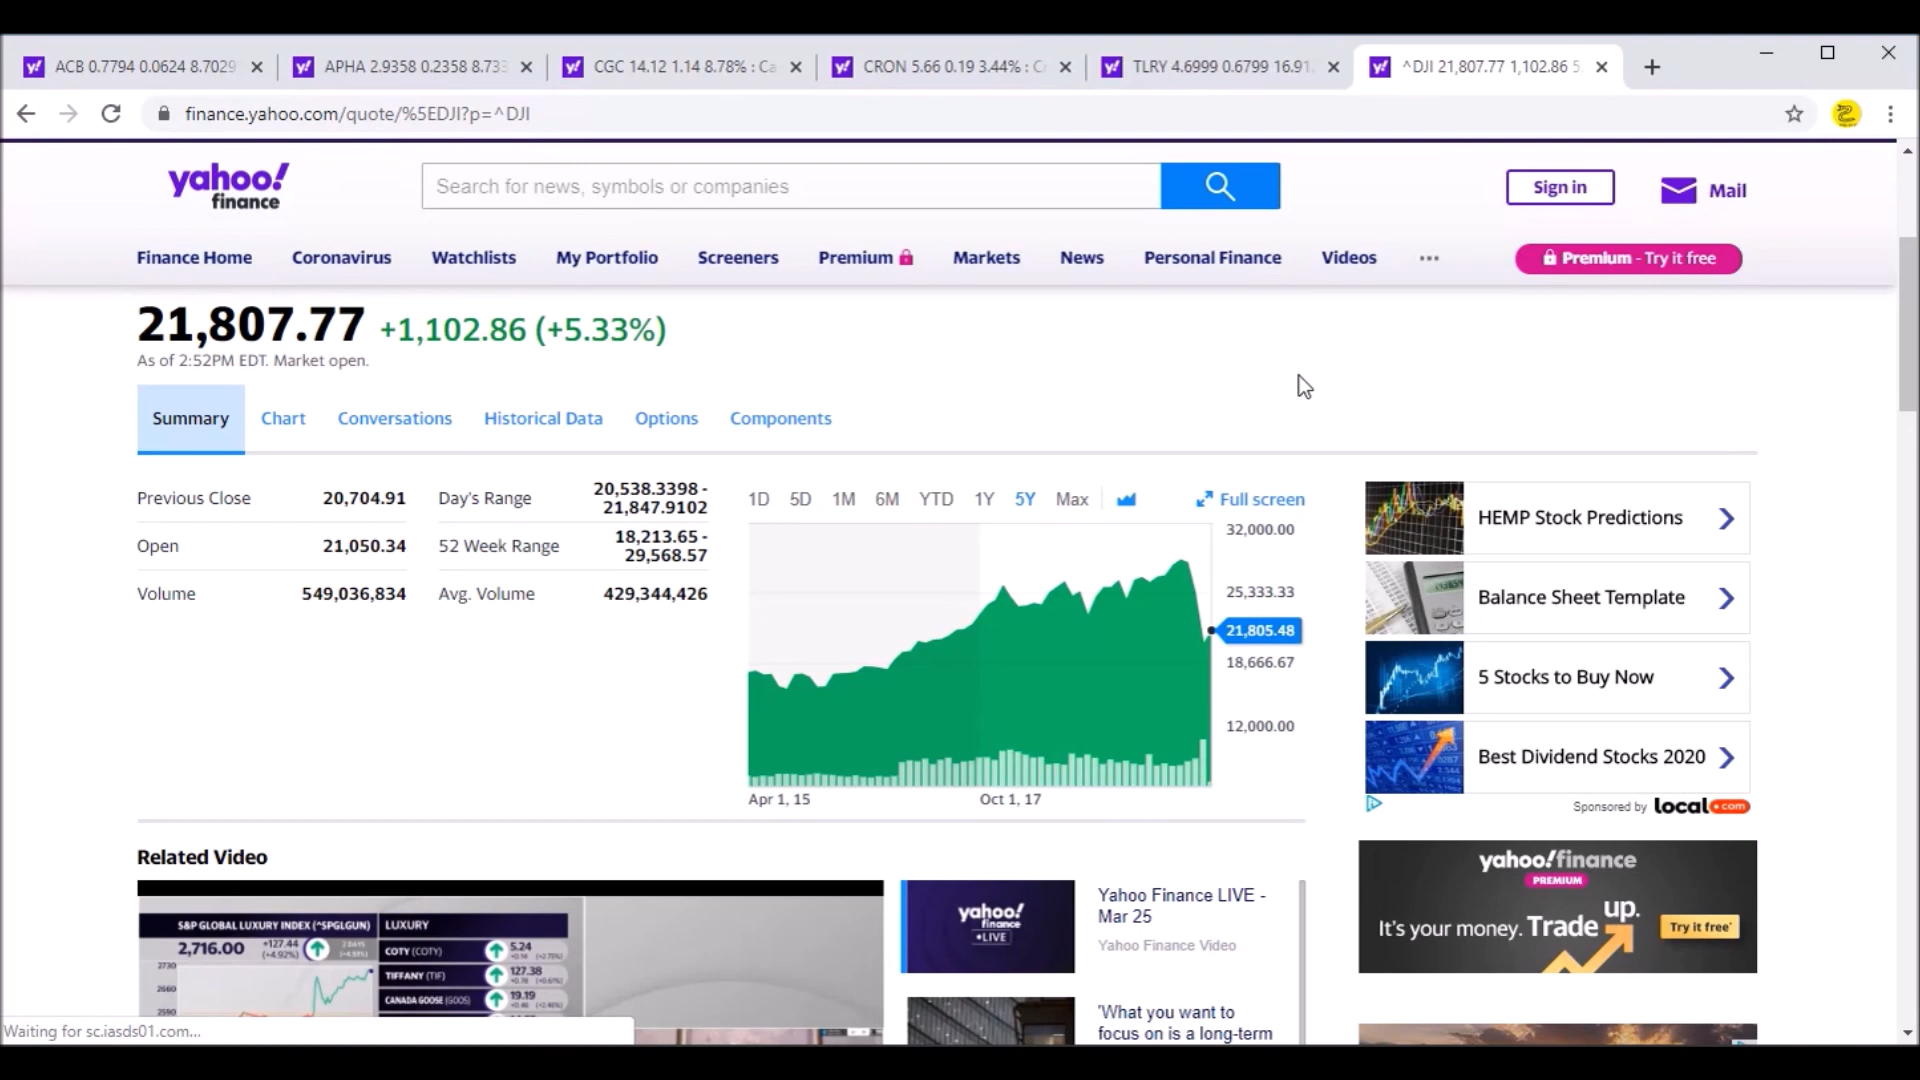 ACB 0.7794 0.0624 8.7029
APHA 2.9358 0.2358 8.733
CGC 14.12 1.14 8.78% : Ca
CRON 5.66 0.19 3.44% : C
TLRY 4.6999 0.6799 16.91
^DJI 21,807.77 1,102.86 5
finance.yahoo.com/quote/%5EDJI?p=^DJI
yahoo!
finance
Search for news, symbols or companies
Sign in
Mail
Finance Home Coronavirus Watchlists My Portfolio Screeners Premium Markets News Personal Finance Videos ... Premium - Try it free
21,807.77 +1,102.86 (+5.33%)
As of 2:52PM EDT. Market open.
Summary Chart Conversations Historical Data Options Components
Previous Close 20,704.91
Open 21,050.34
Volume 549,036,834
Day's Range 20,538.3398 -
21,847.9102
52 Week Range 18,213.65 -
29,568.57
Avg. Volume 429,344,426
1D 5D 1M 6M YTD 1Y 5Y Max Full screen
32,000.00
25,333.33
21,805.48
18,666.67
12,000.00
Apr 1, 15 Oct 1, 17
HEMP Stock Predictions
Balance Sheet Template
5 Stocks to Buy Now
Best Dividend Stocks 2020
Sponsored by local.com
Related Video
S&P GLOBAL LUXURY INDEX (^SPGLGUN)
2,716.00 +127.44
(+4.92%)
2730
2660
2590
LUXURY
COTY (COTY) 5.24
TIFFANY (TIF) 127.38
CANADA GOOSE (GOOS) 19.19
yahoo!
finance
•LIVE
Yahoo Finance LIVE -
Mar 25
Yahoo Finance Video
'What you want to
focus on is a long-term
yahoo!finance
PREMIUM
It's your money. Trade up.
Try it free*
Waiting for sc.iasds01.com...